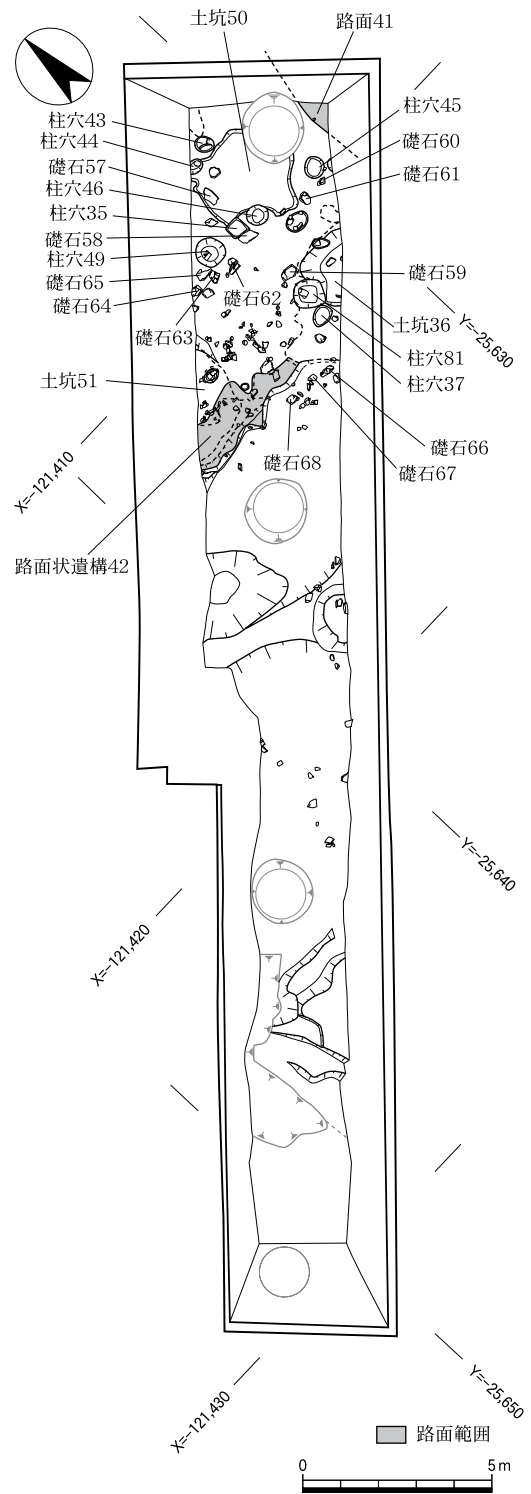 土坑50
路面41
柱穴43
柱穴44
礎石57
柱穴46
柱穴35
礎石58
柱穴49
礎石65
礎石64
礎石63
礎石62
柱穴45
礎石60
礎石61
礎石59
土坑36
Y=-25,630
柱穴81
柱穴37
土坑51
礎石66
礎石67
礎石68
X=-121,410
路面状遺構42
Y=-25,640
X=-121,420
Y=-25,650
X=-121,430
路面範囲
0 5m